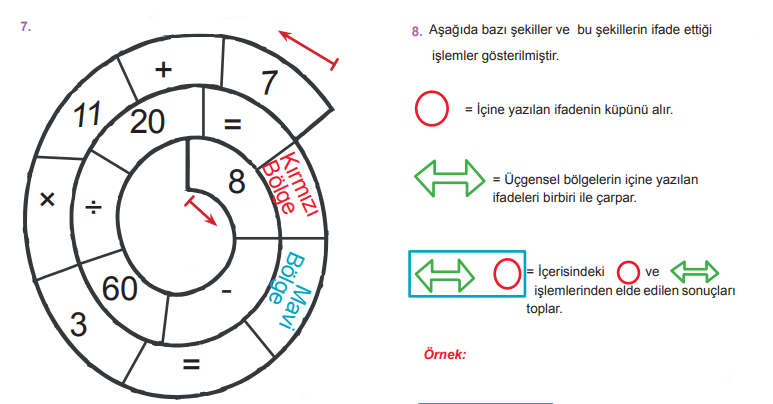 7.
7
+
11
×
3
=
Mavi
Bölge
Kırmızı
Bölge
=
20
÷
60
-
8
8. Aşağıda bazı şekiller ve bu şekillerin ifade ettiği
işlemler gösterilmiştir.
= İçine yazılan ifadenin küpünü alır.
= Üçgensel bölgelerin içine yazılan
ifadeleri birbiri ile çarpar.
= İçerisindeki ve
işlemlerinden elde edilen sonuçları
toplar.
Örnek: